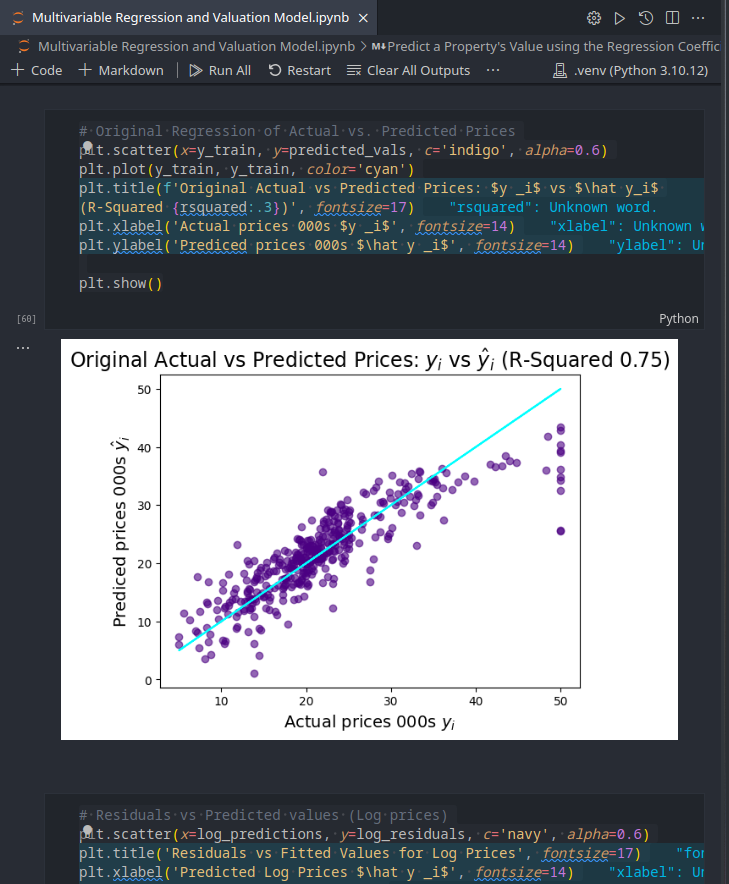 Multivariable Regression and Valuation Model.ipynb
Multivariable Regression and Valuation Model.ipynb > M↓Predict a Property's Value using the Regression Coeffic
+ Code + Markdown Run All Restart Clear All Outputs ... .venv (Python 3.10.12)
# Original Regression of Actual vs. Predicted Prices
plt.scatter(x=y_train, y=predicted_vals, c='indigo', alpha=0.6)
plt.plot(y_train, y_train, color='cyan')
plt.title(f'Original Actual vs Predicted Prices: $y _i$ vs $\hat y_i$
(R-Squared {rsquared:.3})', fontsize=17) "rsquared": Unknown word.
plt.xlabel('Actual prices 000s $y _i$', fontsize=14) "xlabel": Unknown w
plt.ylabel('Prediced prices 000s $\hat y _i$', fontsize=14) "ylabel": Un
plt.show()
[60]
Python
...
Original Actual vs Predicted Prices: yᵢ vs ŷᵢ (R-Squared 0.75)
50
40
30
20
10
0
Prediced prices 000s ŷᵢ
10 20 30 40 50
Actual prices 000s yᵢ
# Residuals vs Predicted values (Log prices)
plt.scatter(x=log_predictions, y=log_residuals, c='navy', alpha=0.6)
plt.title('Residuals vs Fitted Values for Log Prices', fontsize=17) "fon
plt.xlabel('Predicted Log Prices $\hat y _i$', fontsize=14) "xlabel": Un